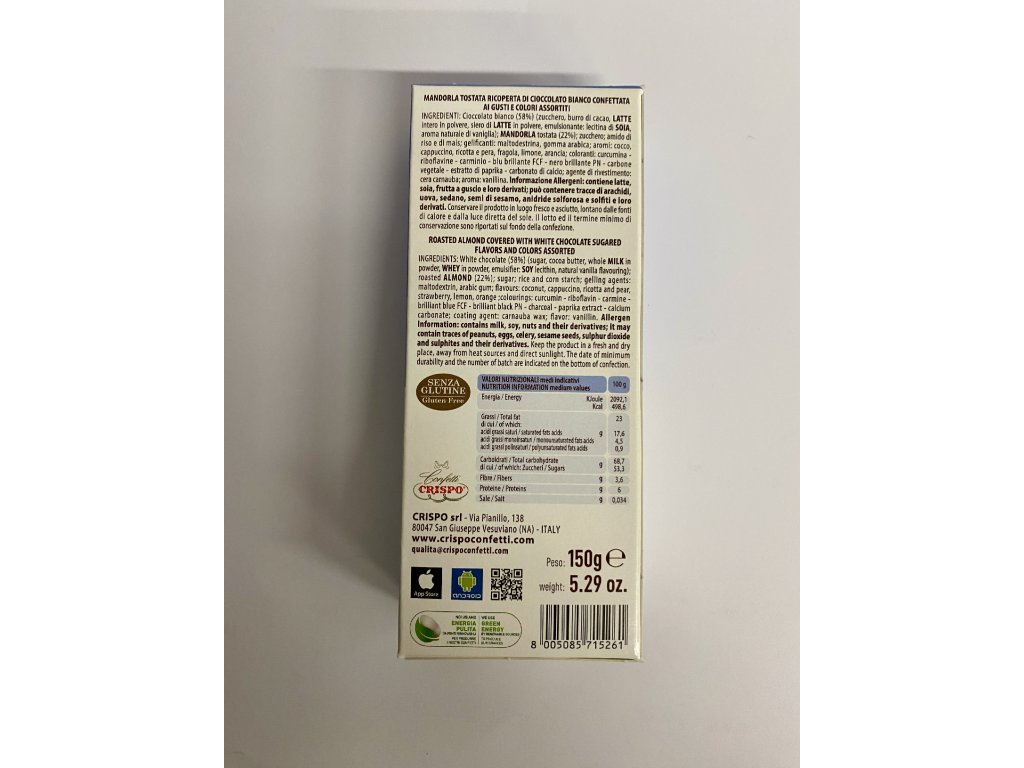 MANDORLA TOSTATA RICOPERTA DI CIOCCOLATO BIANCO CONFETTATA
AI GUSTI E COLORI ASSORTITI
INGREDIENTI: Cioccolato bianco (58%) (zucchero, burro di cacao, LATTE
intero in polvere, siero di LATTE in polvere, emulsionante: lecitina di SOIA,
aroma naturale di vaniglia); MANDORLA tostata (22%); zucchero; amido di
riso e di mais; gelificanti: maltodestrina, gomma arabica; aromi: cocco,
cappuccino, ricotta e pera, fragola, limone, arancia; coloranti: curcumina -
riboflavine - carminio - blu brillante FCF - nero brillante PN - carbone
vegetale - estratto di paprika - carbonato di calcio; agente di rivestimento:
cera carnauba; aroma: vanillina. Informazione Allergeni: contiene latte,
soia, frutta a guscio e loro derivati; può contenere tracce di arachidi,
uova, sedano, semi di sesamo, anidride solforosa e solfiti e loro
derivati. Conservare il prodotto in luogo fresco e asciutto, lontano dalle fonti
di calore e dalla luce diretta del sole. Il lotto ed il termine minimo di
conservazione sono riportati sul fondo della confezione.
ROASTED ALMOND COVERED WITH WHITE CHOCOLATE SUGARED
FLAVORS AND COLORS ASSORTED
INGREDIENTS: White chocolate (58%) (sugar, cocoa butter, whole MILK in
powder, WHEY in powder, emulsifier: SOY lecithin, natural vanilla flavouring);
roasted ALMOND (22%); sugar; rice and corn starch; gelling agents:
maltodextrin, arabic gum; flavours: coconut, cappuccino, ricotta and pear,
strawberry, lemon, orange ;colourings: curcumin - riboflavin - carmine -
brilliant blue FCF - brilliant black PN - charcoal - paprika extract - calcium
carbonate; coating agent: carnauba wax; flavor: vanillin. Allergen
Information: contains milk, soy, nuts and their derivatives; it may
contain traces of peanuts, eggs, celery, sesame seeds, sulphur dioxide
and sulphites and their derivatives. Keep the product in a fresh and dry
place, away from heat sources and direct sunlight. The date of minimum
durability and the number of batch are indicated on the bottom of confection.
SENZA
GLUTINE
Gluten Free
VALORI NUTRIZIONALI medi indicativi
NUTRITION INFORMATION medium values 100 g
Energia / Energy KJoule 2092,1
Kcal 498,6
Grassi / Total fat 23
di cui / of which:
acidi grassi saturi / saturated fats acids g 17,6
acidi grassi monoinsaturi / monounsaturated fats acids 4,5
acidi grassi polinsaturi / polyunsaturated fats acids 0,9
Carboidrati / Total carbohydrate g 68,7
di cui / of which: Zuccheri / Sugars 53,3
Fibre / Fibers g 3,6
Proteine / Proteins g 6
Sale / Salt g 0,034
Confetti
CRISPO
CRISPO srl - Via Pianillo, 138
80047 San Giuseppe Vesuviano (NA) - ITALY
www.crispoconfetti.com
qualita@crispoconfetti.com
Peso: 150g e
weight: 5.29 oz.
App Store
ANDROID
NOI USIAMO
ENERGIA
PULITA
WE USE
GREEN
ENERGY
8 005085 715261